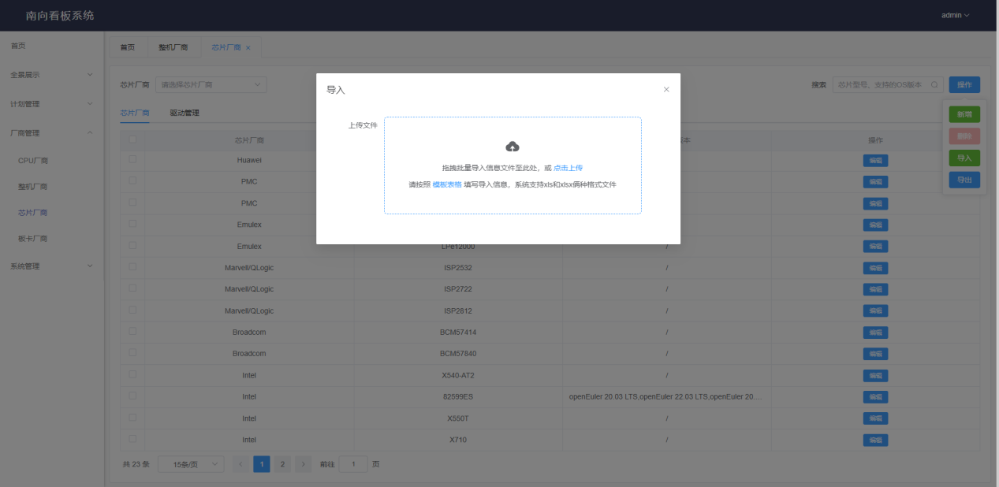 南向看板系统
admin
首页
全景展示
计划管理
厂商管理
CPU厂商
整机厂商
芯片厂商
板卡厂商
系统管理
首页
整机厂商
芯片厂商 ×
芯片厂商
请选择芯片厂商
搜索
芯片型号、支持的OS版本
操作
新增
删除
导入
导出
芯片厂商
驱动管理
导入
×
上传文件
拖拽批量导入信息文件至此处，或 点击上传
请按照 模板表格 填写导入信息，系统支持xls和xlsx俩种格式文件
芯片厂商 本 操作
Huawei 编辑
PMC 编辑
PMC 编辑
Emulex 编辑
Emulex LPe12000 / 编辑
Marvell/QLogic ISP2532 / 编辑
Marvell/QLogic ISP2722 / 编辑
Marvell/QLogic ISP2812 / 编辑
Broadcom BCM57414 / 编辑
Broadcom BCM57840 / 编辑
Intel X540-AT2 / 编辑
Intel 82599ES openEuler 20.03 LTS,openEuler 22.03 LTS,openEuler 20.… 编辑
Intel X550T / 编辑
Intel X710 / 编辑
共 23 条 15条/页 < 1 2 > 前往 1 页